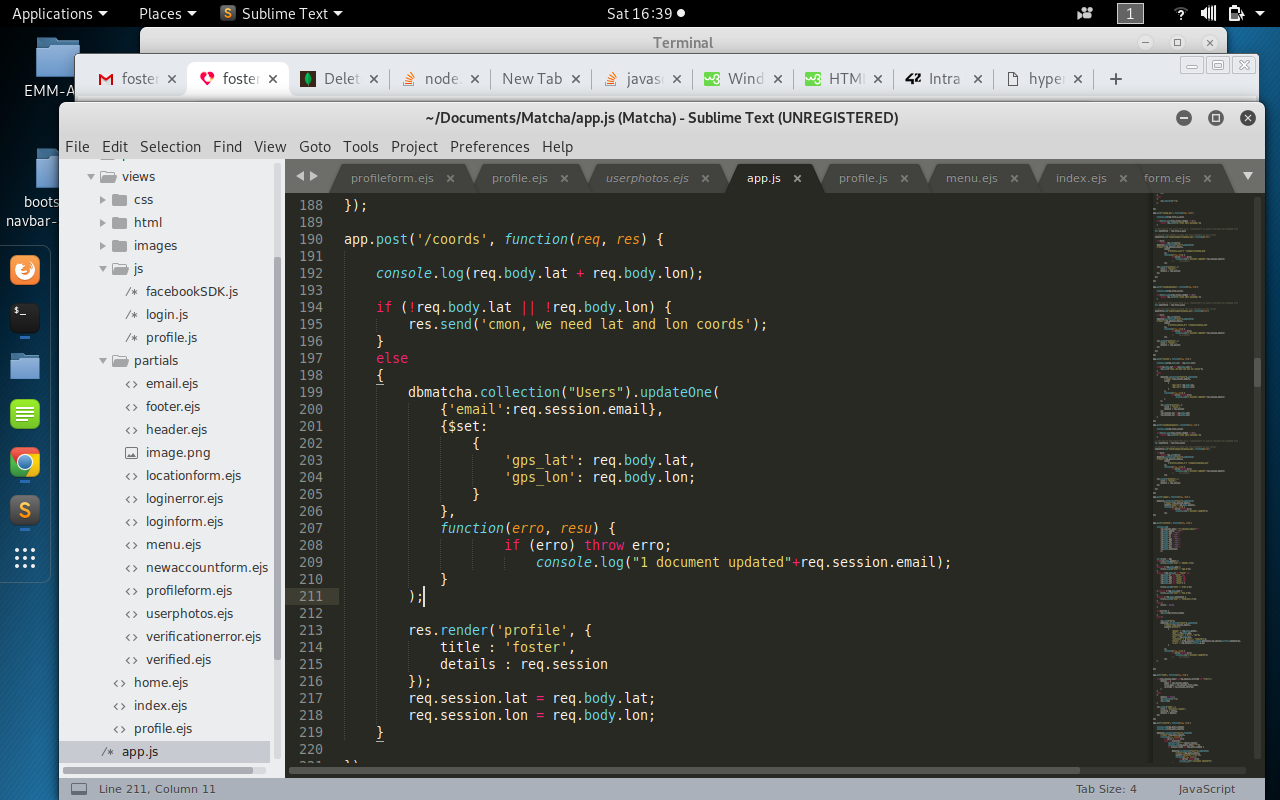 Applications Places Sublime Text Sat 16:39 1
Terminal
EMM-A
foster foster Delet node. New Tab javas Wind HTMI Intra hyper
~/Documents/Matcha/app.js (Matcha) - Sublime Text (UNREGISTERED)
File Edit Selection Find View Goto Tools Project Preferences Help
boots
navbar-
views
css
html
images
js
facebookSDK.js
login.js
profile.js
partials
email.ejs
footer.ejs
header.ejs
image.png
locationform.ejs
loginerror.ejs
loginform.ejs
menu.ejs
newaccountform.ejs
profileform.ejs
userphotos.ejs
verificationerror.ejs
verified.ejs
home.ejs
index.ejs
profile.ejs
app.js
profileform.ejs profile.ejs userphotos.ejs app.js profile.js menu.ejs index.ejs form.ejs
188 });
189
190 app.post('/coords', function(req, res) {
191
192 console.log(req.body.lat + req.body.lon);
193
194 if (!req.body.lat || !req.body.lon) {
195 res.send('cmon, we need lat and lon coords');
196 }
197 else
198 {
199 dbmatcha.collection("Users").updateOne(
200 {'email':req.session.email},
201 {$set:
202 {
203 'gps_lat': req.body.lat,
204 'gps_lon': req.body.lon;
205 }
206 },
207 function(erro, resu) {
208 if (erro) throw erro;
209 console.log("1 document updated"+req.session.email);
210 }
211 );
212
213 res.render('profile', {
214 title : 'foster',
215 details : req.session
216 });
217 req.session.lat = req.body.lat;
218 req.session.lon = req.body.lon;
219 }
220
Line 211, Column 11 Tab Size: 4 JavaScript